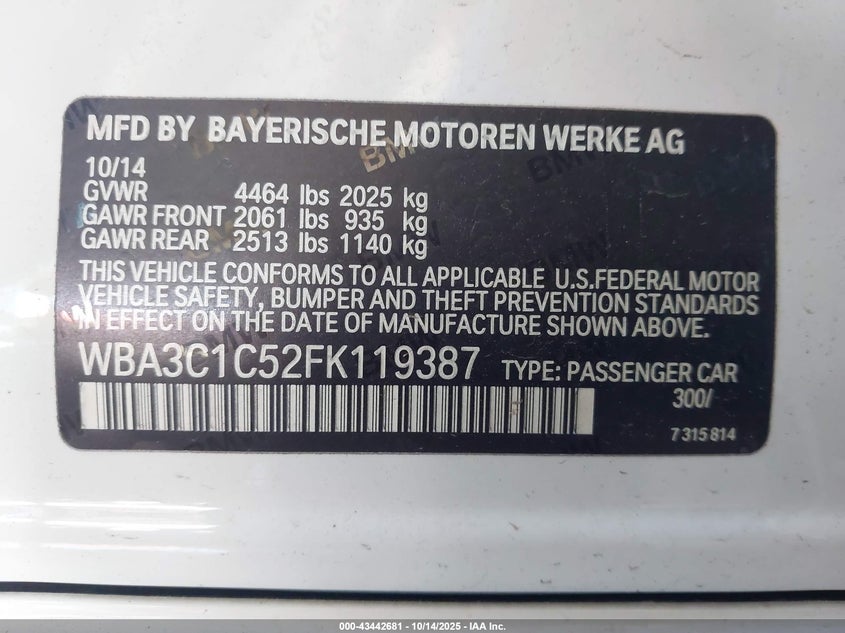 MFD BY BAYERISCHE MOTOREN WERKE AG
10/14
GVWR 4464 lbs 2025 kg
GAWR FRONT 2061 lbs 935 kg
GAWR REAR 2513 lbs 1140 kg
THIS VEHICLE CONFORMS TO ALL APPLICABLE U.S.FEDERAL MOTOR
VEHICLE SAFETY, BUMPER AND THEFT PREVENTION STANDARDS
IN EFFECT ON THE DATE OF MANUFACTURE SHOWN ABOVE.
WBA3C1C52FK119387 TYPE: PASSENGER CAR
300/
7 315 814
000-43442681 | 10/14/2025 - IAA Inc.